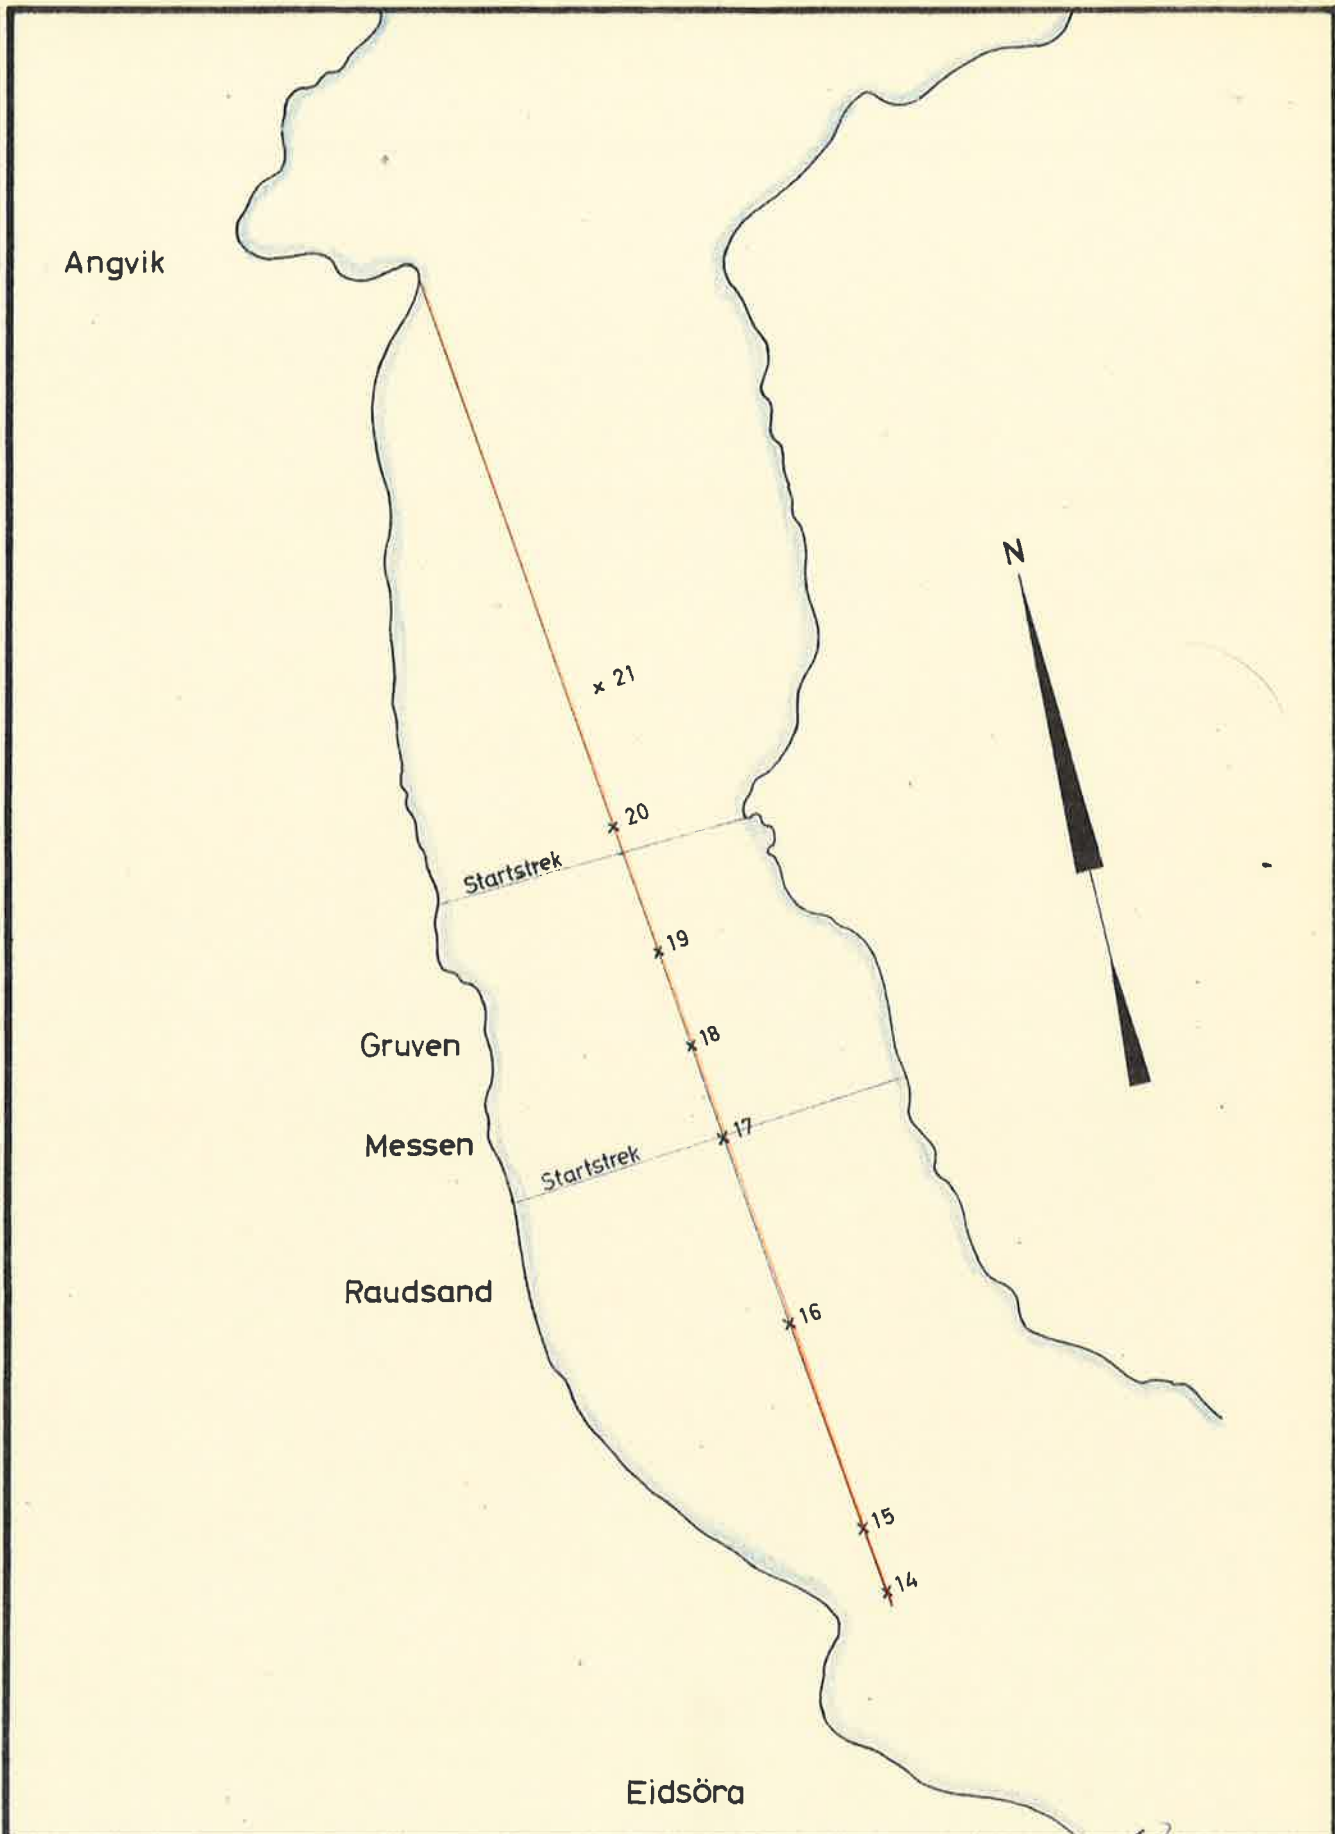 Angvik
N
21
20
Startstrek
19
18
Gruven
17
Messen
Startstrek
Raudsand
16
15
14
Eidsöra